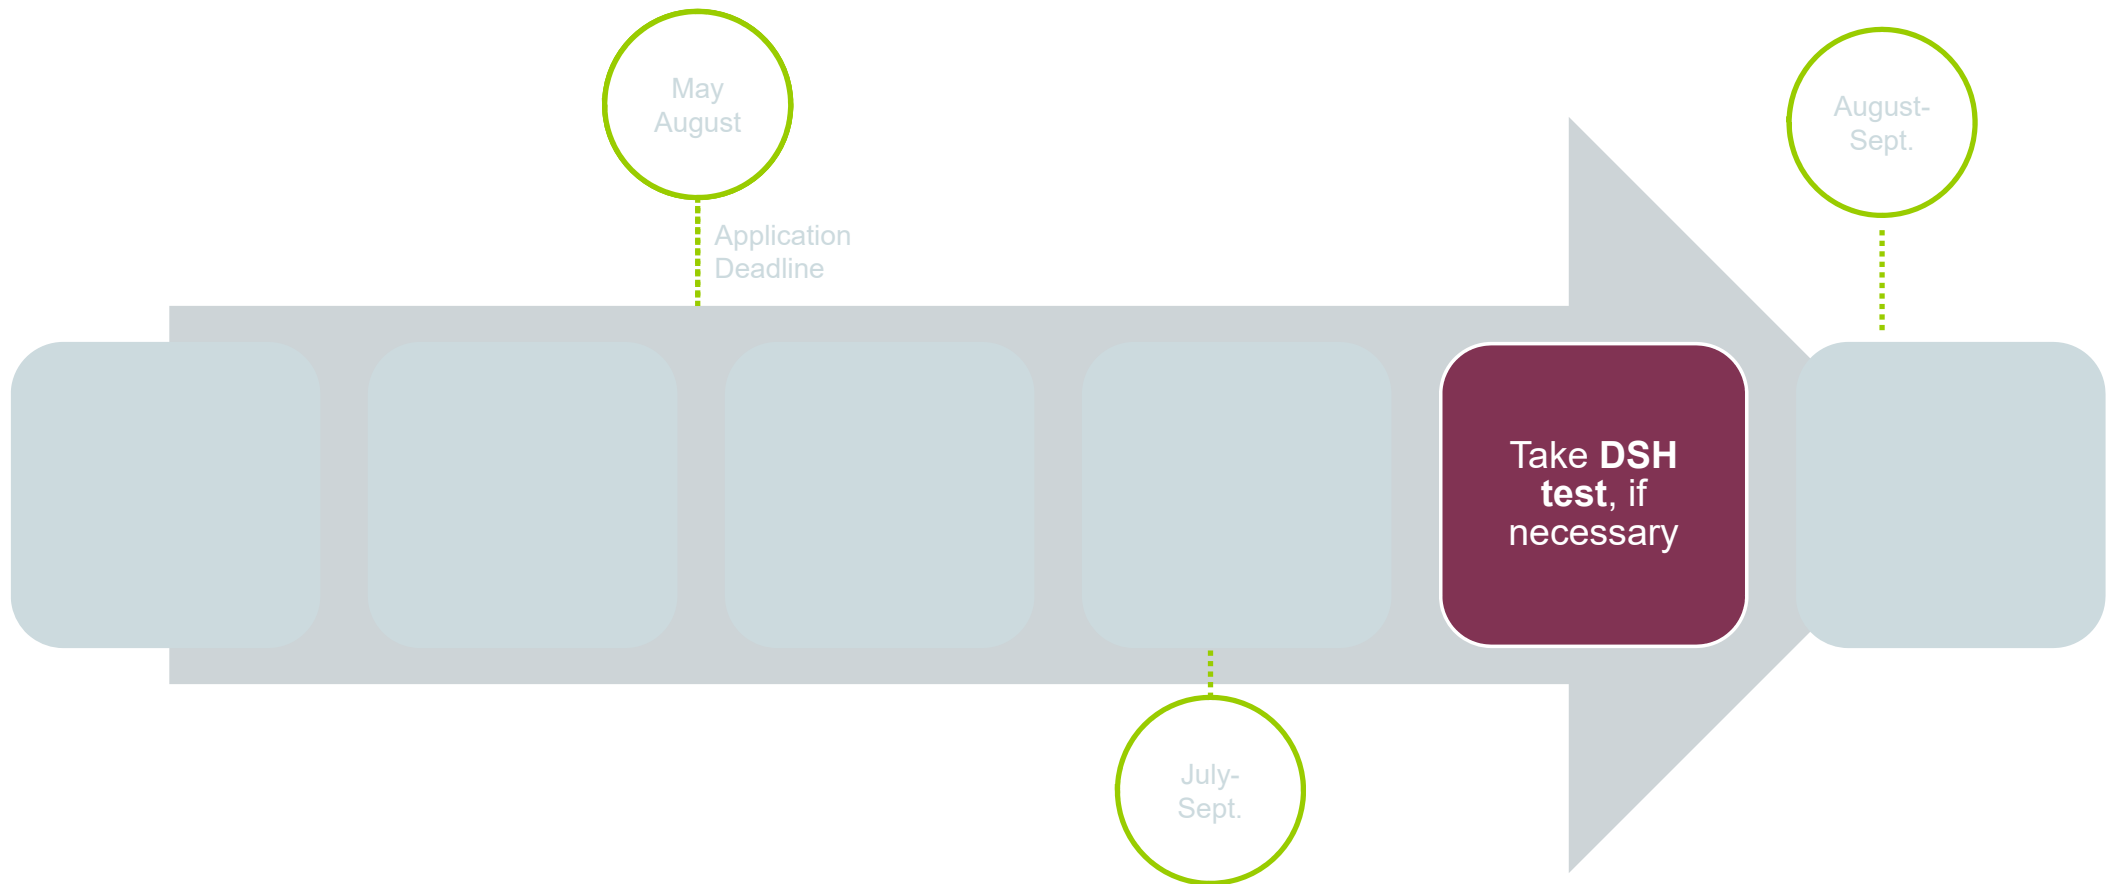 May
August
August-
Sept.
Application
Deadline
Take DSH
test, if
necessary
July-
Sept.